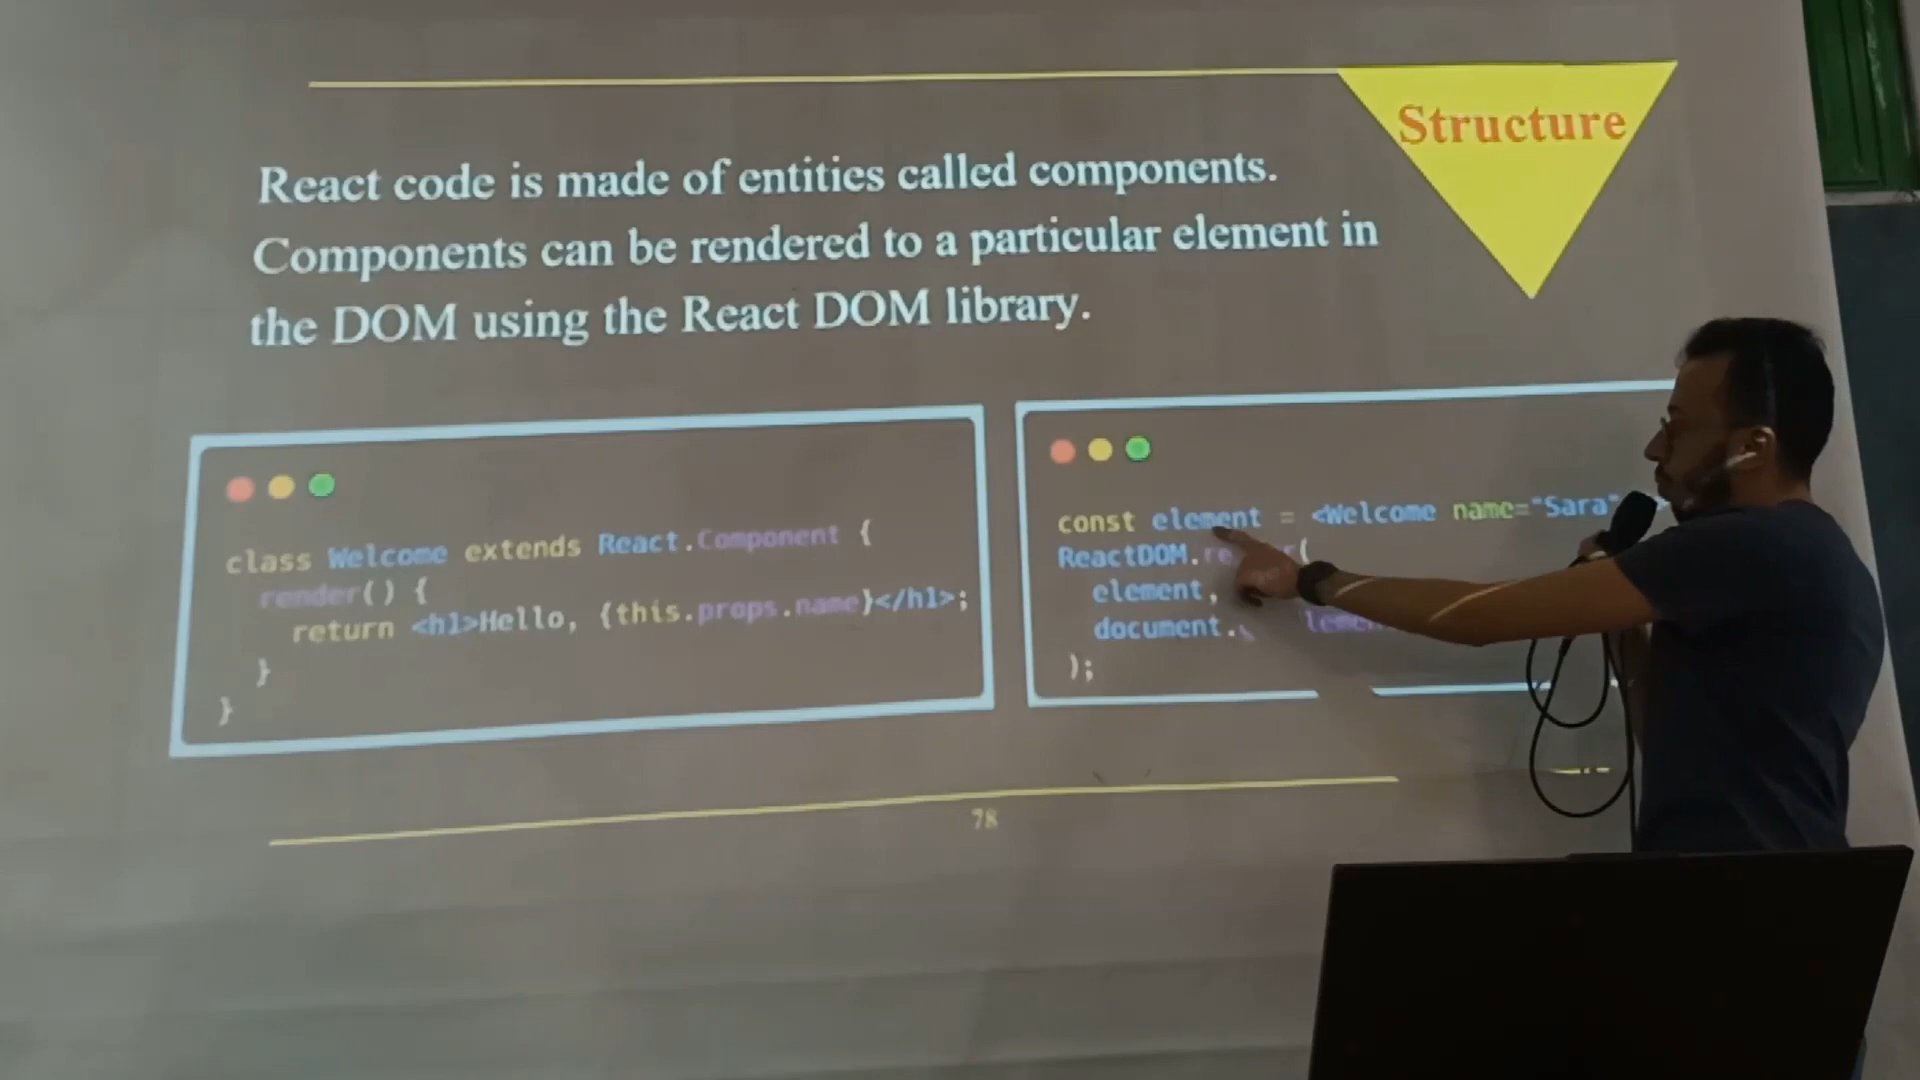 Structure
React code is made of entities called components.
Components can be rendered to a particular element in
the DOM using the React DOM library.
class Welcome extends React.Component {
render() {
return <h1>Hello, {this.props.name}</h1>;
}
}
const element = <Welcome name="Sara"
ReactDOM.
element,
document.
);
78